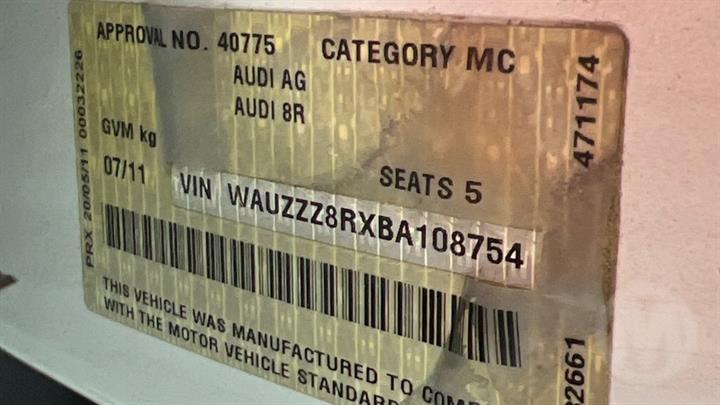 APPROVAL NO. 40775 CATEGORY MC
AUDI AG
AUDI 8R
GVM kg
07/11
SEATS 5
VIN WAUZZZ8RXBA108754
THIS VEHICLE WAS MANUFACTURED TO
WITH THE MOTOR VEHICLE
PRX 20/05/11 00032226
471174